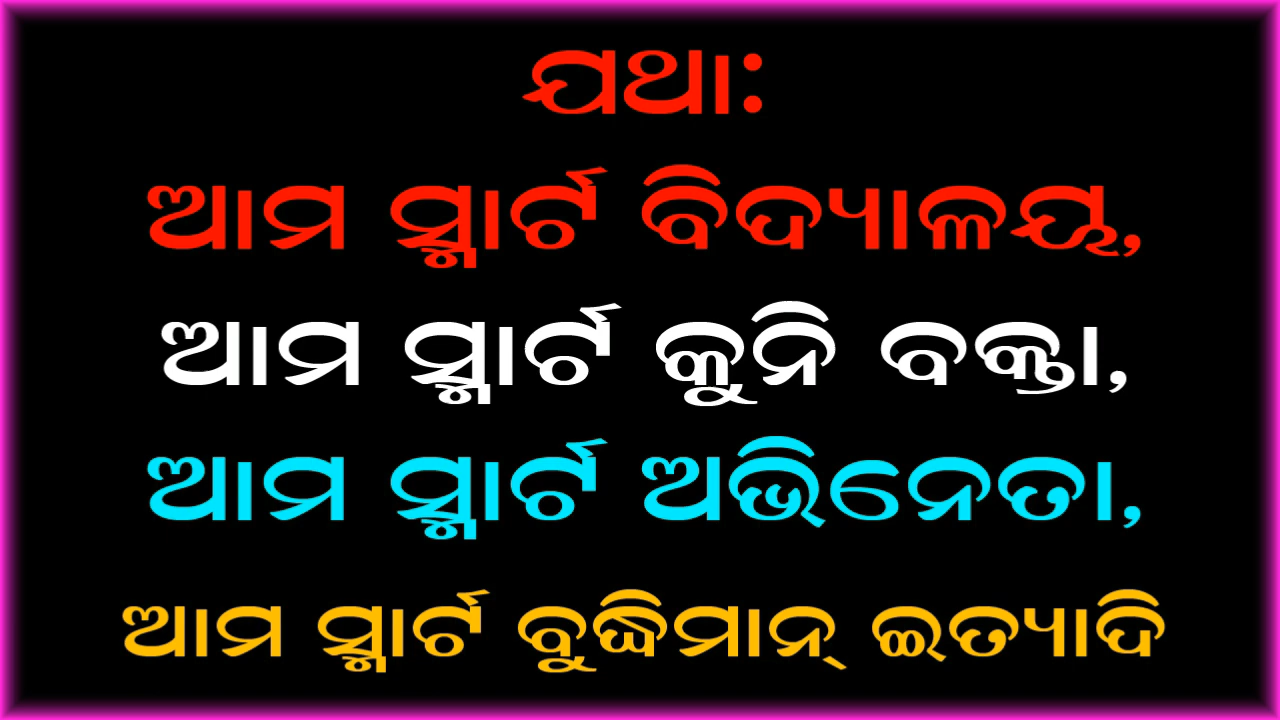 ଯଥା:
ଆମ ସ୍ମାର୍ଟ ବିଦ୍ୟାଳୟ,
ଆମ ସ୍ମାର୍ଟ କୁନି ବକ୍ତା,
ଆମ ସ୍ମାର୍ଟ ଅଭିନେତା,
ଆମ ସ୍ମାର୍ଟ ବୁଦ୍ଧିମାନ୍ ଇତ୍ୟାଦି